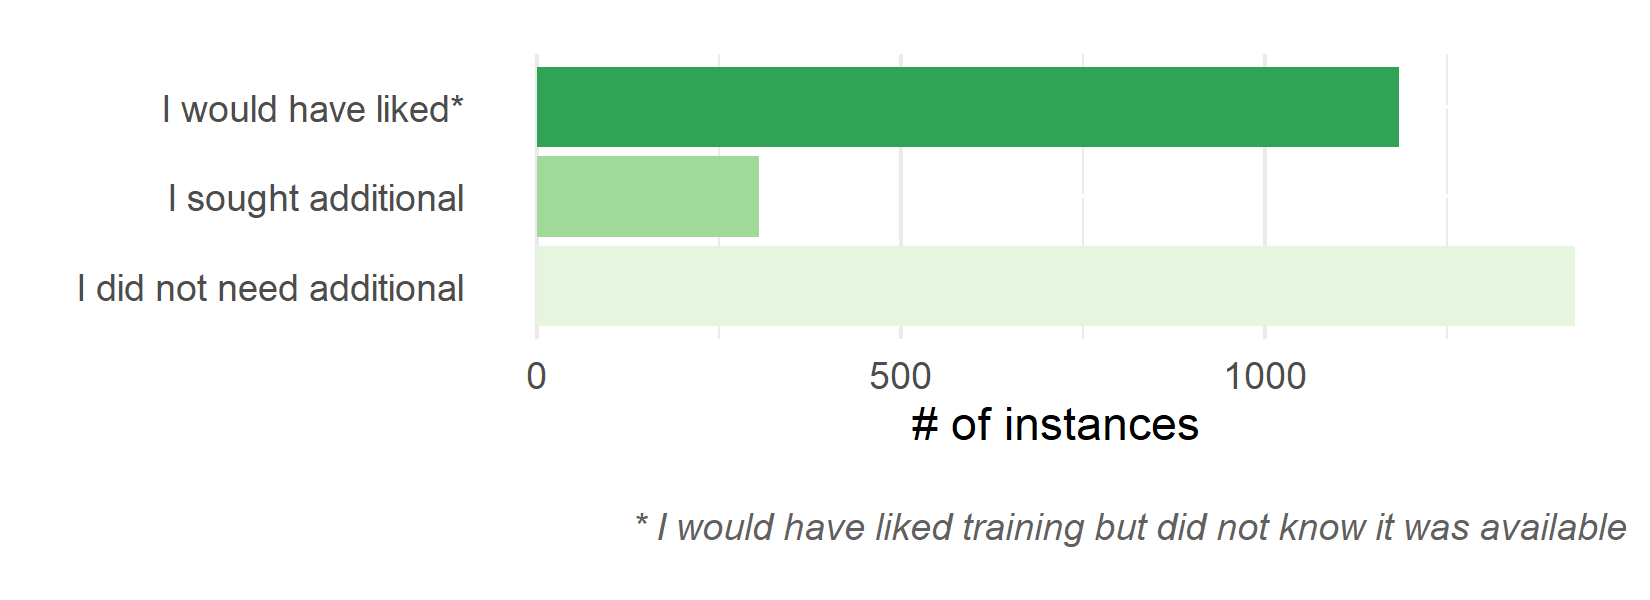 I would have liked*
I sought additional
I did not need additional
0 500 1000
# of instances
* I would have liked training but did not know it was available